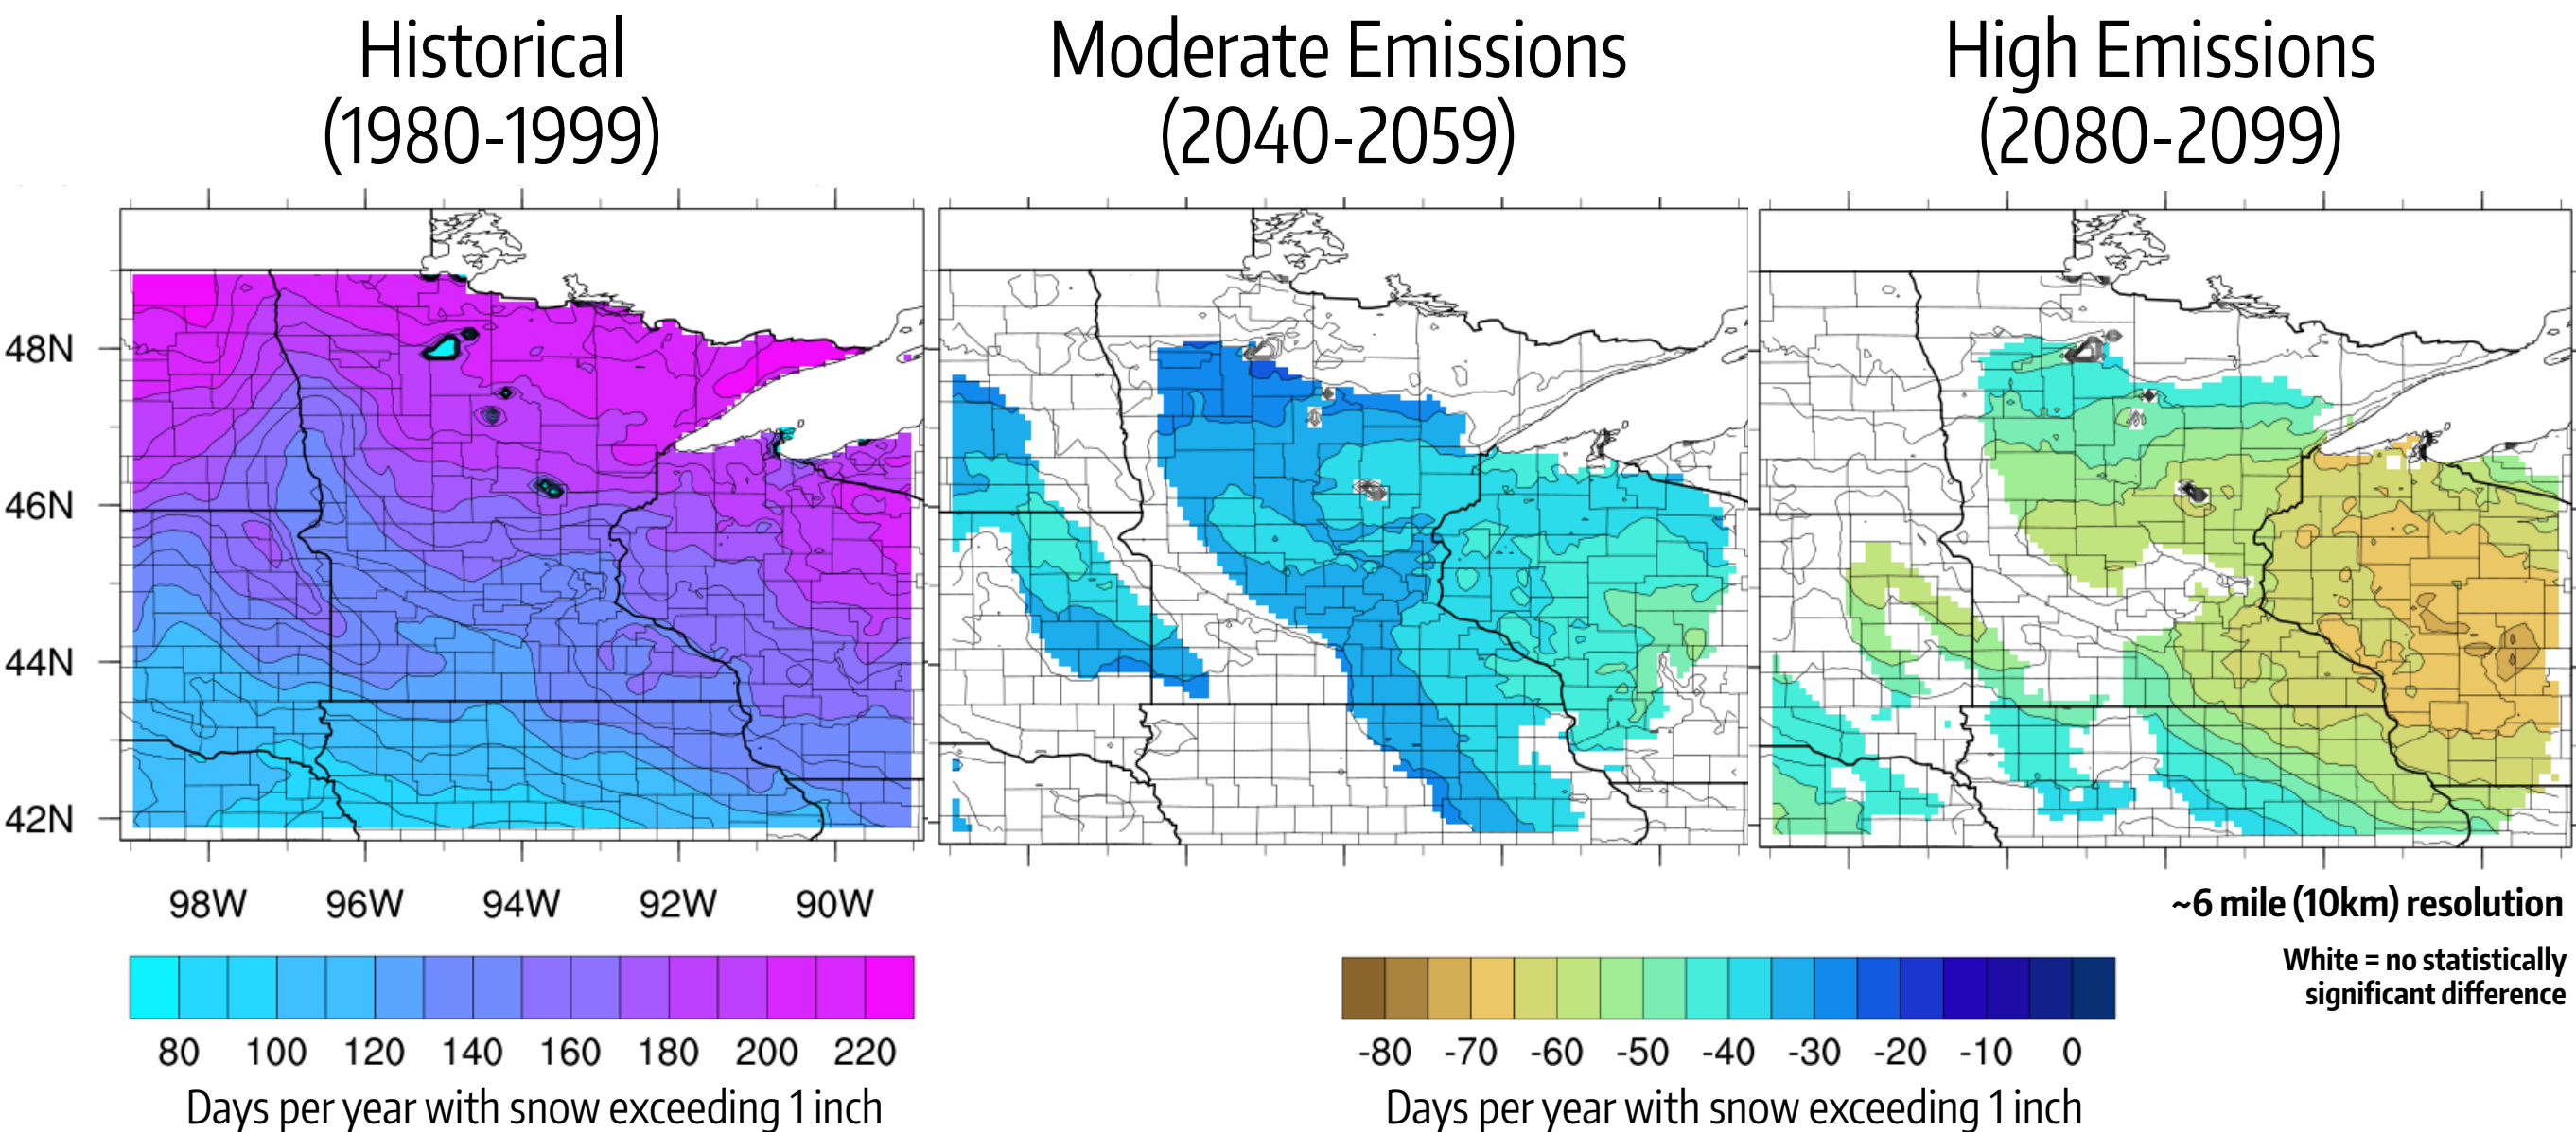 Historical
(1980-1999)
Moderate Emissions
(2040-2059)
High Emissions
(2080-2099)
48N
46N
44N
42N
98W 96W 94W 92W 90W
~6 mile (10km) resolution
White = no statistically
significant difference
80 100 120 140 160 180 200 220
Days per year with snow exceeding 1 inch
-80 -70 -60 -50 -40 -30 -20 -10 0
Days per year with snow exceeding 1 inch